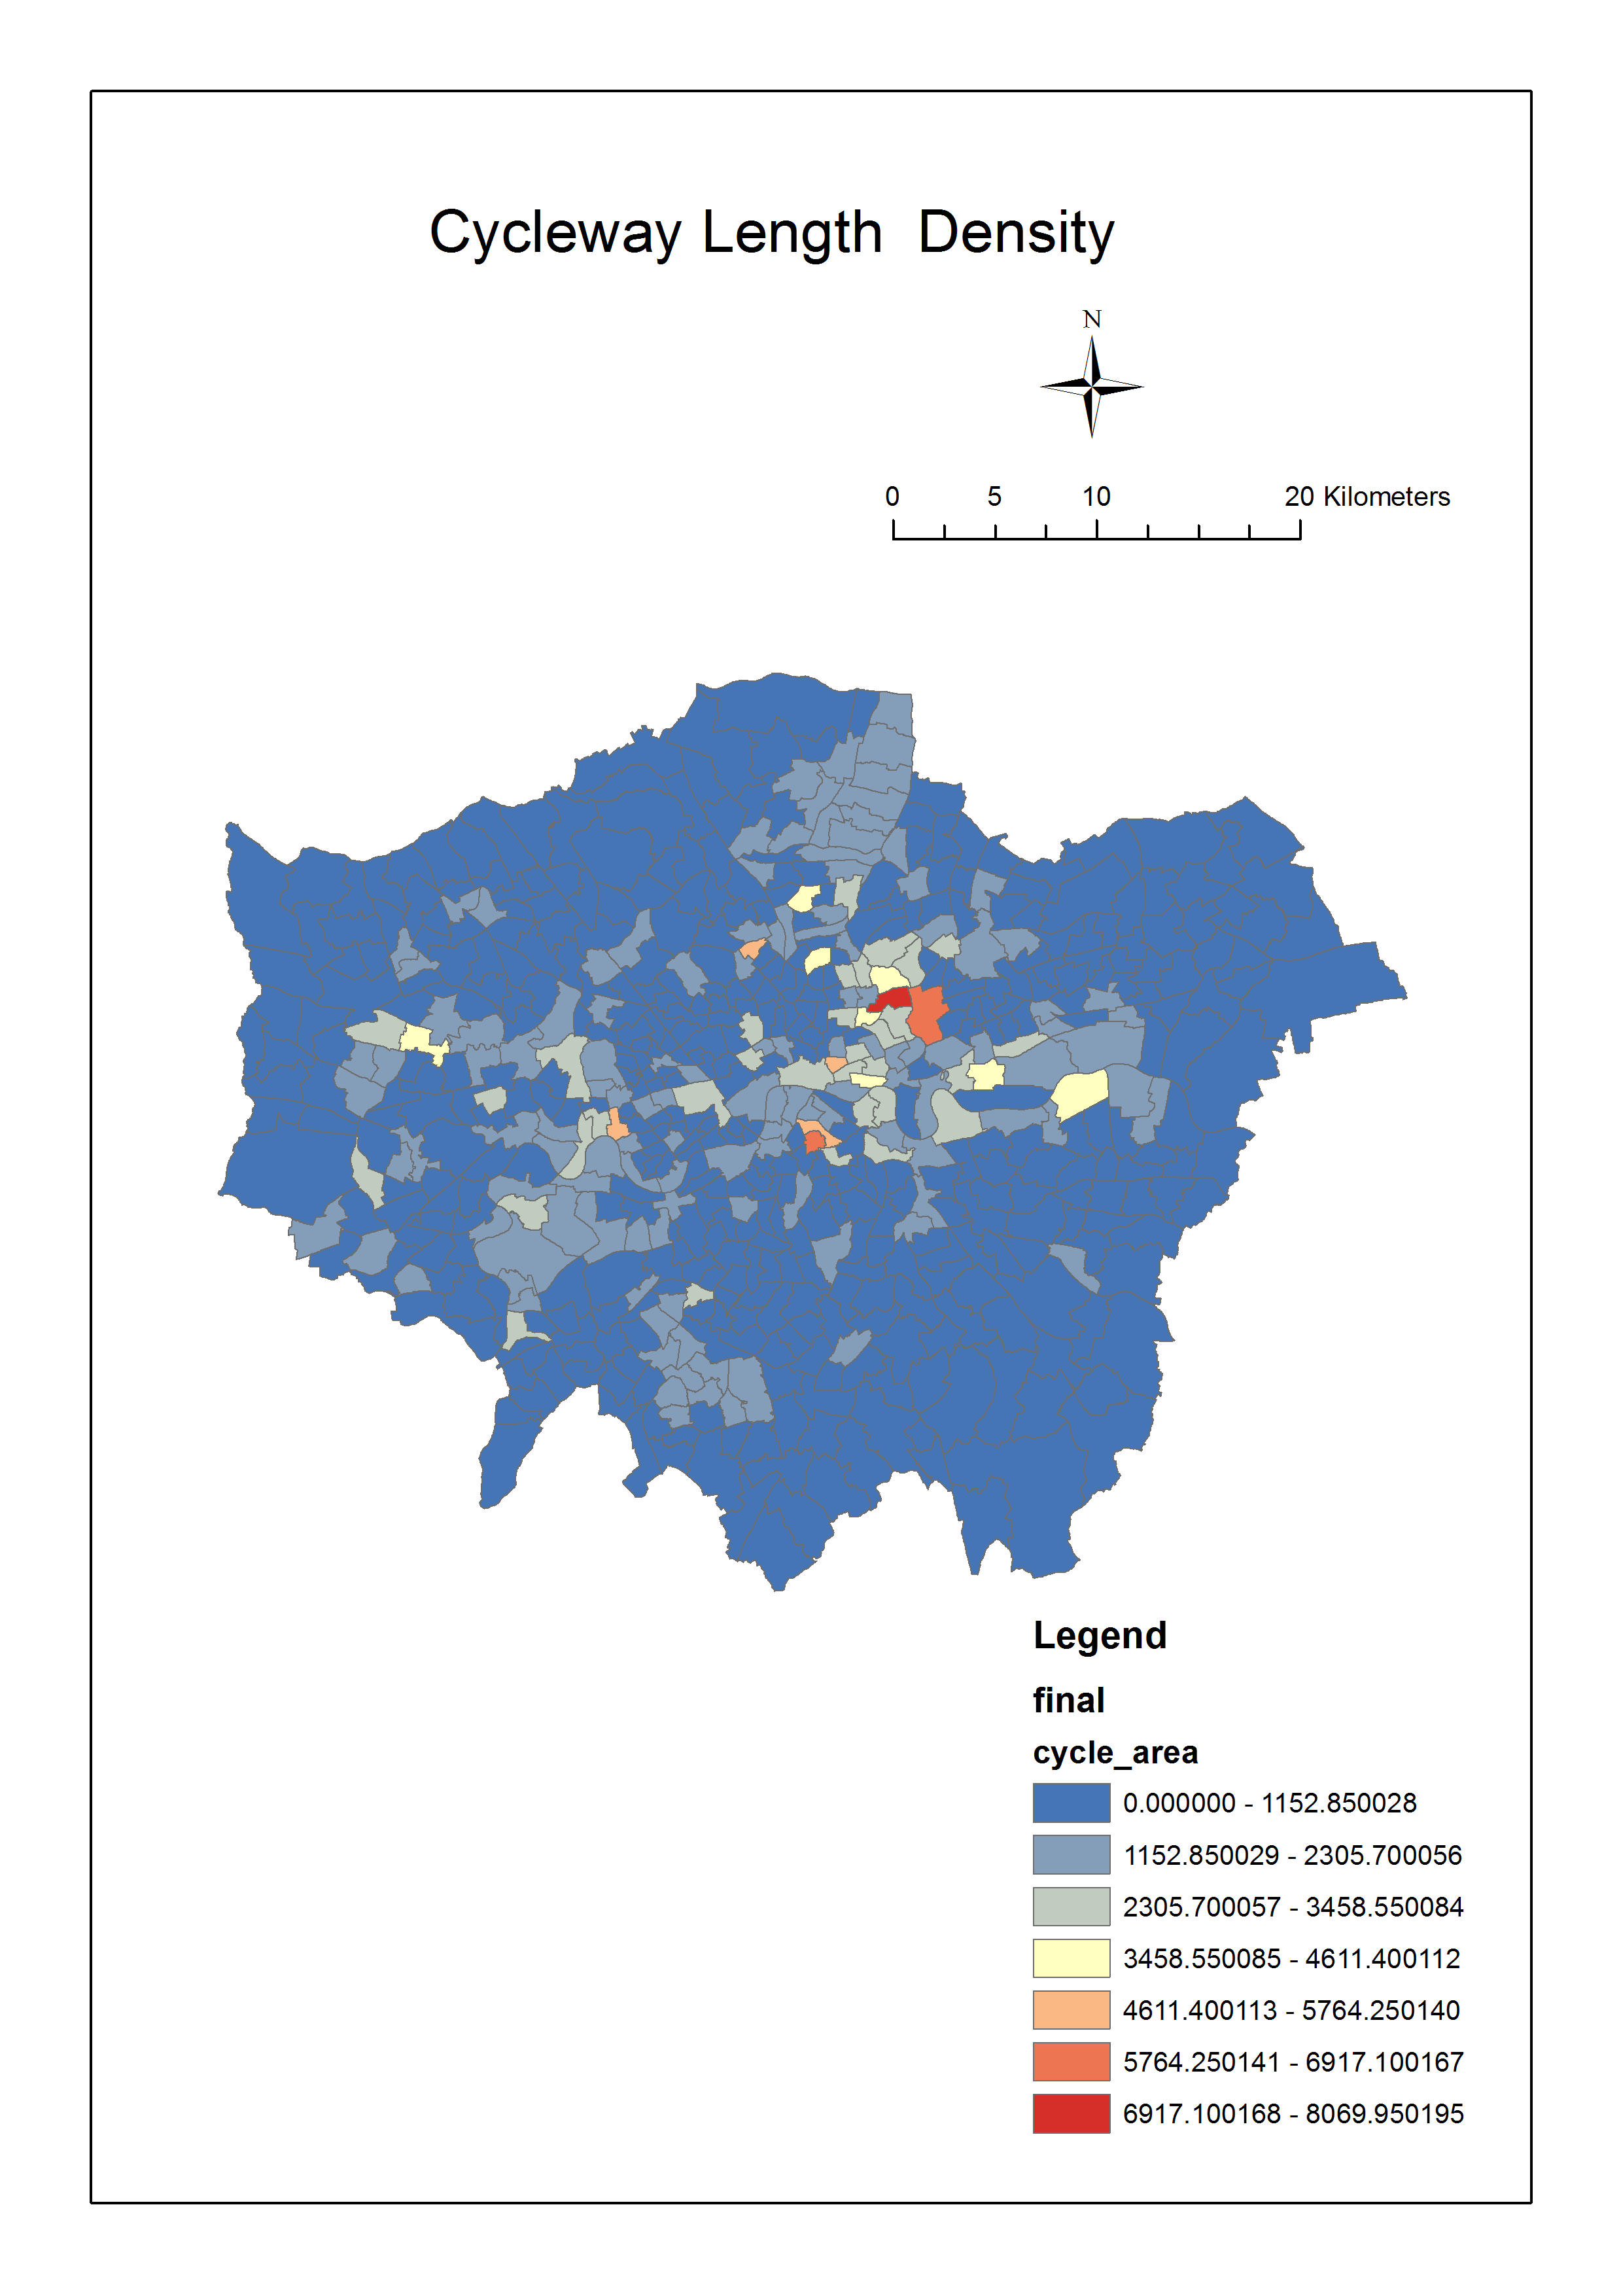 Cycleway Length  Density
N
0 5 10 20 Kilometers
Legend
final
cycle_area
0.000000 - 1152.850028
1152.850029 - 2305.700056
2305.700057 - 3458.550084
3458.550085 - 4611.400112
4611.400113 - 5764.250140
5764.250141 - 6917.100167
6917.100168 - 8069.950195